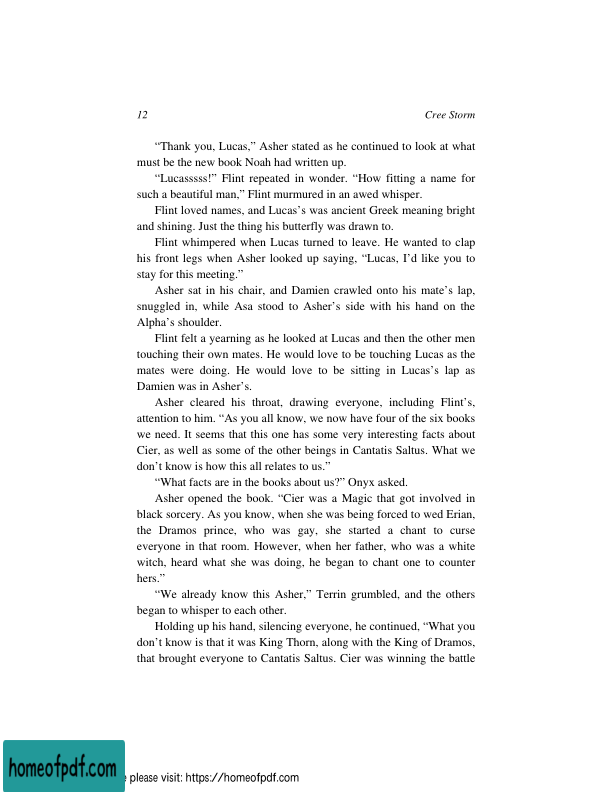 12 Cree Storm
“Thank you, Lucas,” Asher stated as he continued to look at what
must be the new book Noah had written up.
“Lucasssss!” Flint repeated in wonder. “How fitting a name for
such a beautiful man,” Flint murmured in an awed whisper.
Flint loved names, and Lucas’s was ancient Greek meaning bright
and shining. Just the thing his butterfly was drawn to.
Flint whimpered when Lucas turned to leave. He wanted to clap
his front legs when Asher looked up saying, “Lucas, I’d like you to
stay for this meeting.”
Asher sat in his chair, and Damien crawled onto his mate’s lap,
snuggled in, while Asa stood to Asher’s side with his hand on the
Alpha’s shoulder.
Flint felt a yearning as he looked at Lucas and then the other men
touching their own mates. He would love to be touching Lucas as the
mates were doing. He would love to be sitting in Lucas’s lap as
Damien was in Asher’s.
Asher cleared his throat, drawing everyone, including Flint’s,
attention to him. “As you all know, we now have four of the six books
we need. It seems that this one has some very interesting facts about
Cier, as well as some of the other beings in Cantatis Saltus. What we
don’t know is how this all relates to us.”
“What facts are in the books about us?” Onyx asked.
Asher opened the book. “Cier was a Magic that got involved in
black sorcery. As you know, when she was being forced to wed Erian,
the Dramos prince, who was gay, she started a chant to curse
everyone in that room. However, when her father, who was a white
witch, heard what she was doing, he began to chant one to counter
hers.”
“We already know this Asher,” Terrin grumbled, and the others
began to whisper to each other.
Holding up his hand, silencing everyone, he continued, “What you
don’t know is that it was King Thorn, along with the King of Dramos,
that brought everyone to Cantatis Saltus. Cier was winning the battle
homeofpdf.com
please visit: https://homeofpdf.com